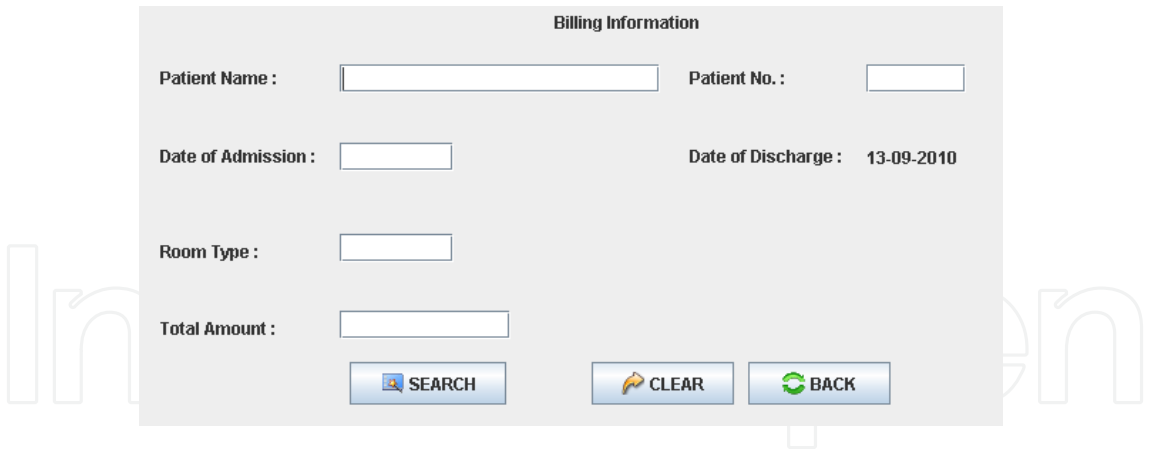 Billing Information
Patient Name :
Patient No. :
Date of Admission :
Date of Discharge : 13-09-2010
Room Type :
Total Amount :
SEARCH
CLEAR
BACK